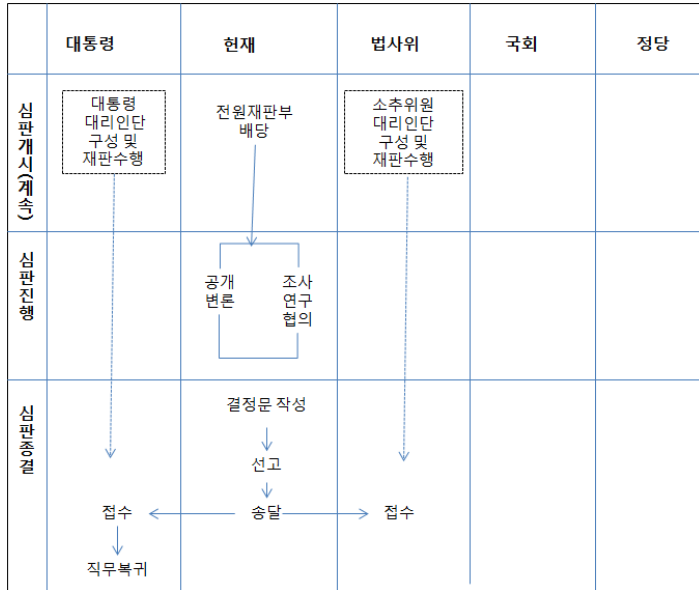 대통령 헌재 법사위 국회 정당
심판개시(계속)
대통령
대리인단
구성 및
재판수행
전원재판부
배당
소추위원
대리인단
구성 및
재판수행
심판진행
공개
변론
조사
연구
협의
심판종결
결정문 작성
선고
접수 송달 접수
직무복귀